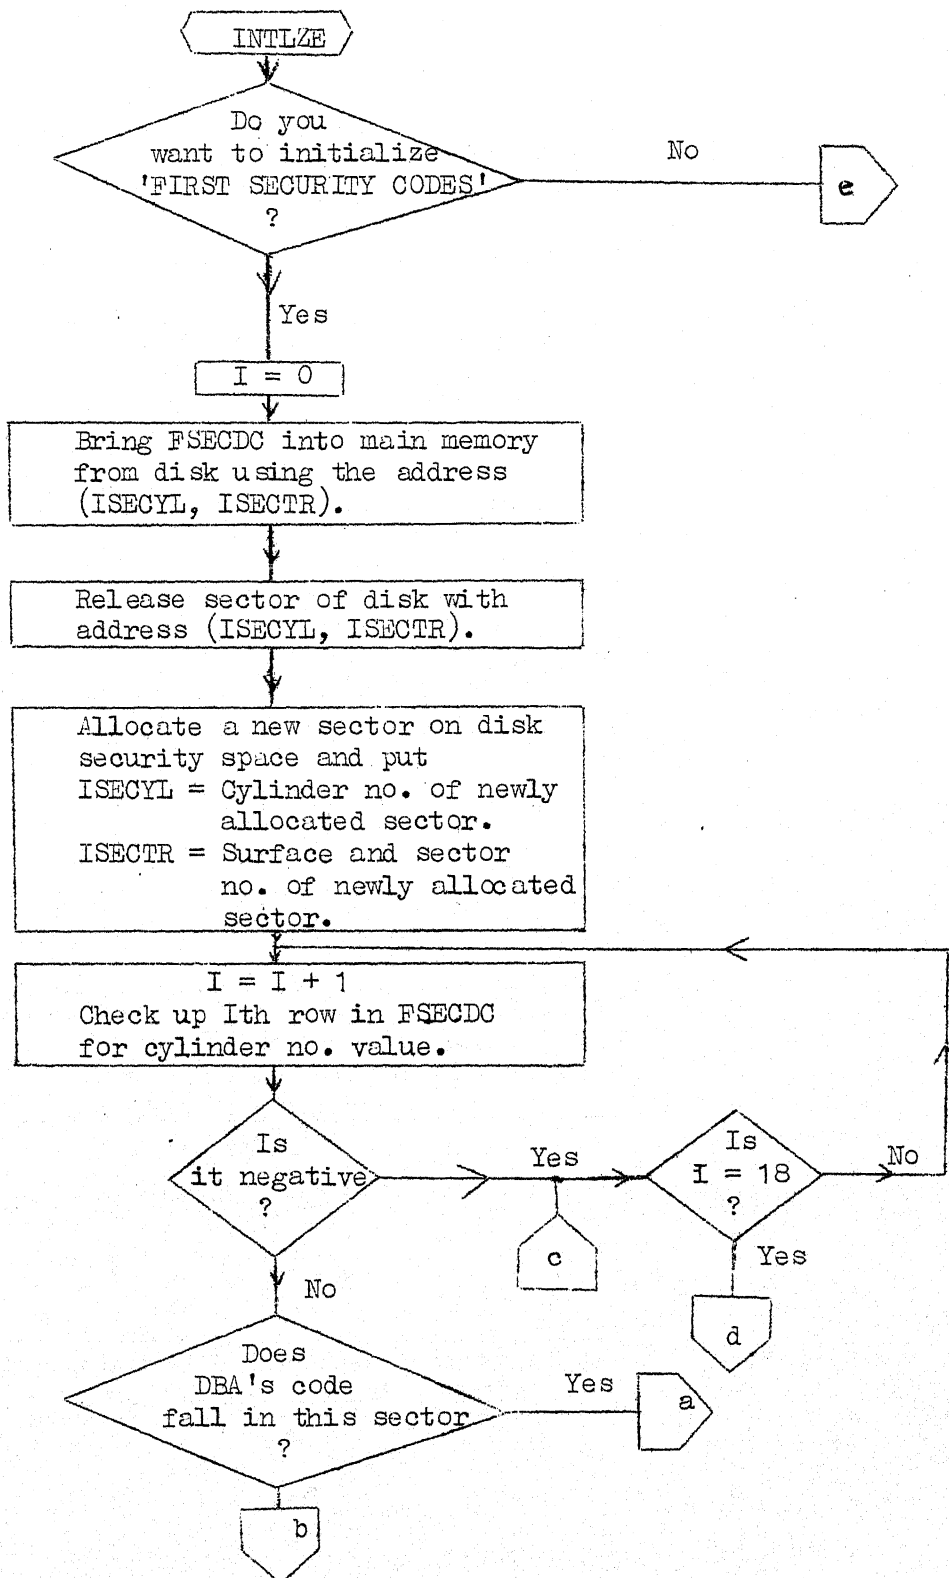 INTLZE
Do you
want to initialize
'FIRST SECURITY CODES'
?
No
e
Yes
I = 0
Bring FSECDC into main memory
from disk using the address
(ISECYL, ISECTR).
Release sector of disk with
address (ISECYL, ISECTR).
Allocate a new sector on disk
security space and put
ISECYL = Cylinder no. of newly
allocated sector.
ISECTR = Surface and sector
no. of newly allocated
sector.
I = I + 1
Check up Ith row in FSECDC
for cylinder no. value.
Is
it negative
?
Yes
c
Is
I = 18
?
No
Yes
d
No
Does
DBA's code
fall in this sector
?
Yes
a
b